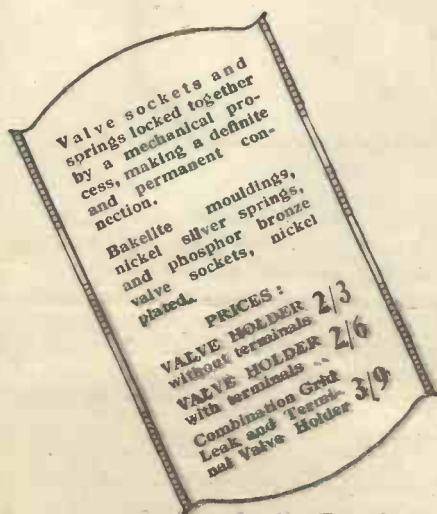 Valve sockets and
springs locked together
by a mechanical pro-
cess, making a definite
and permanent con-
nection.
Bakelite mouldings,
nickel silver springs,
and phosphor bronze
valve sockets, nickel
plated.
PRICES:
VALVE HOLDER 2/3
without terminals
VALVE HOLDER 2/6
with terminals ..
Combination Grid
Leak and Termi- 3/9
nal Valve Holder